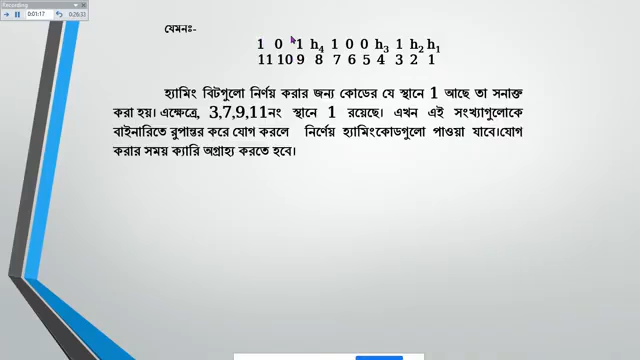 Recording
0:01:17
0:26:33
যেমনঃ-
1 0 1 h4 1 0 0 h3 1 h2 h1
11 10 9 8 7 6 5 4 3 2 1
হ্যামিং বিটগুলো নির্ণয় করার জন্য কোডের যে স্থানে 1 আছে তা সনাক্ত
করা হয়। এক্ষেত্রে, 3,7,9,11নং স্থানে 1 রয়েছে। এখন এই সংখ্যাগুলোকে
বাইনারিতে রুপান্তর করে যোগ করলে নির্ণেয় হ্যামিংকোডগুলো পাওয়া যাবে।যোগ
করার সময় ক্যারি অগ্রাহ্য করতে হবে।